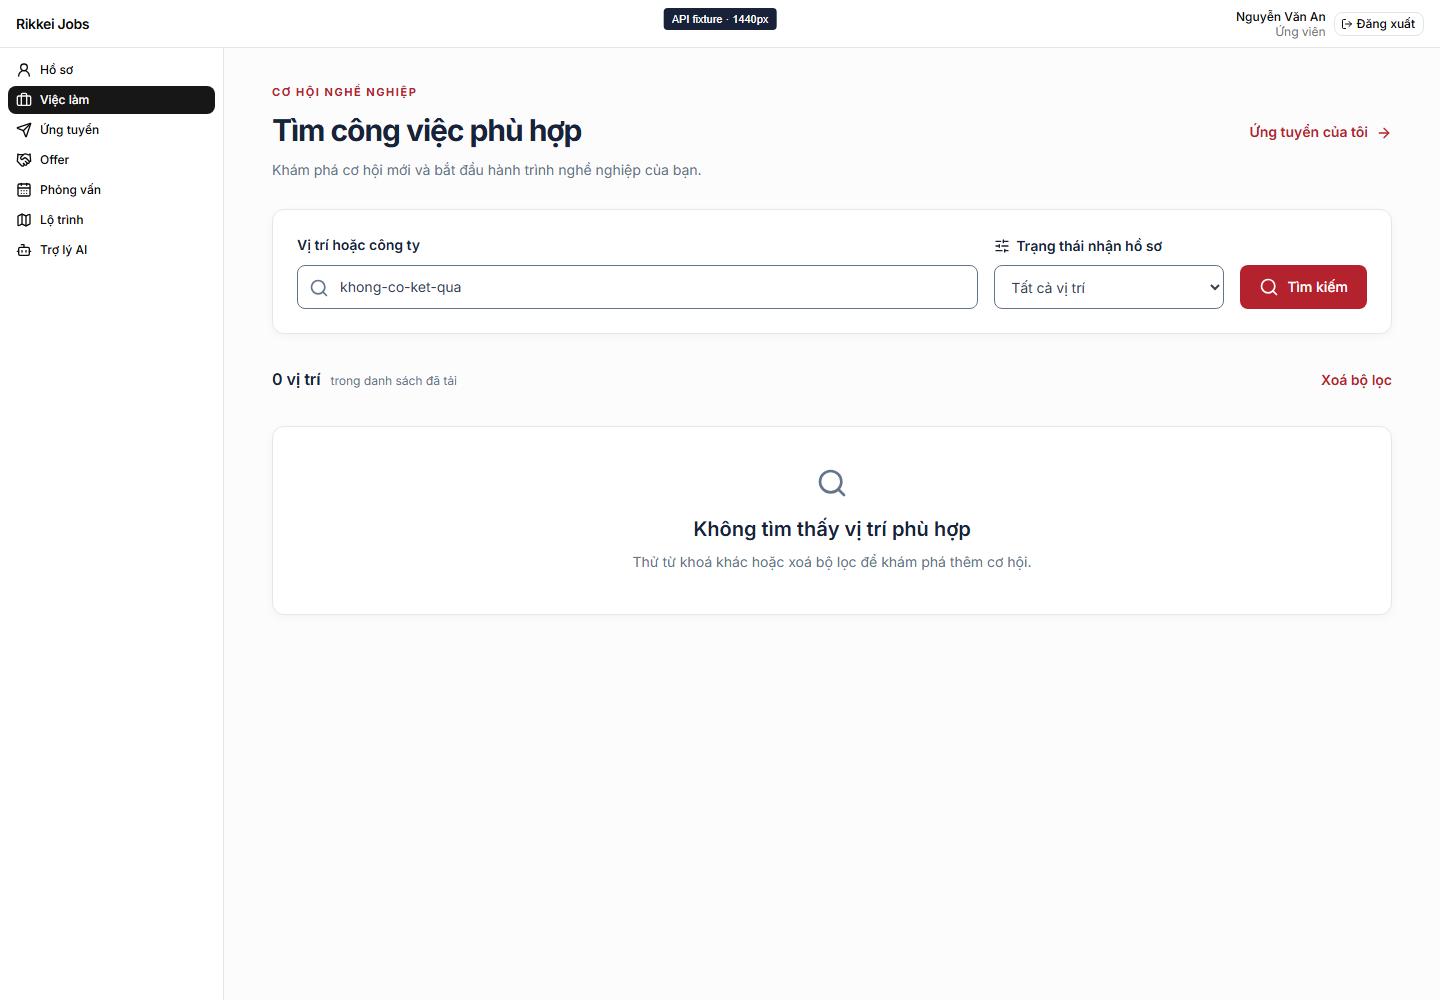 Rikkei Jobs
API fixture · 1440px
Nguyễn Văn An
Ứng viên
Đăng xuất
Hồ sơ
Việc làm
Ứng tuyển
Offer
Phỏng vấn
Lộ trình
Trợ lý AI
CƠ HỘI NGHỀ NGHIỆP
Tìm công việc phù hợp
Ứng tuyển của tôi
Khám phá cơ hội mới và bắt đầu hành trình nghề nghiệp của bạn.
Vị trí hoặc công ty
Trạng thái nhận hồ sơ
khong-co-ket-qua
Tất cả vị trí
Tìm kiếm
0 vị trí trong danh sách đã tải
Xoá bộ lọc
Không tìm thấy vị trí phù hợp
Thử từ khoá khác hoặc xoá bộ lọc để khám phá thêm cơ hội.